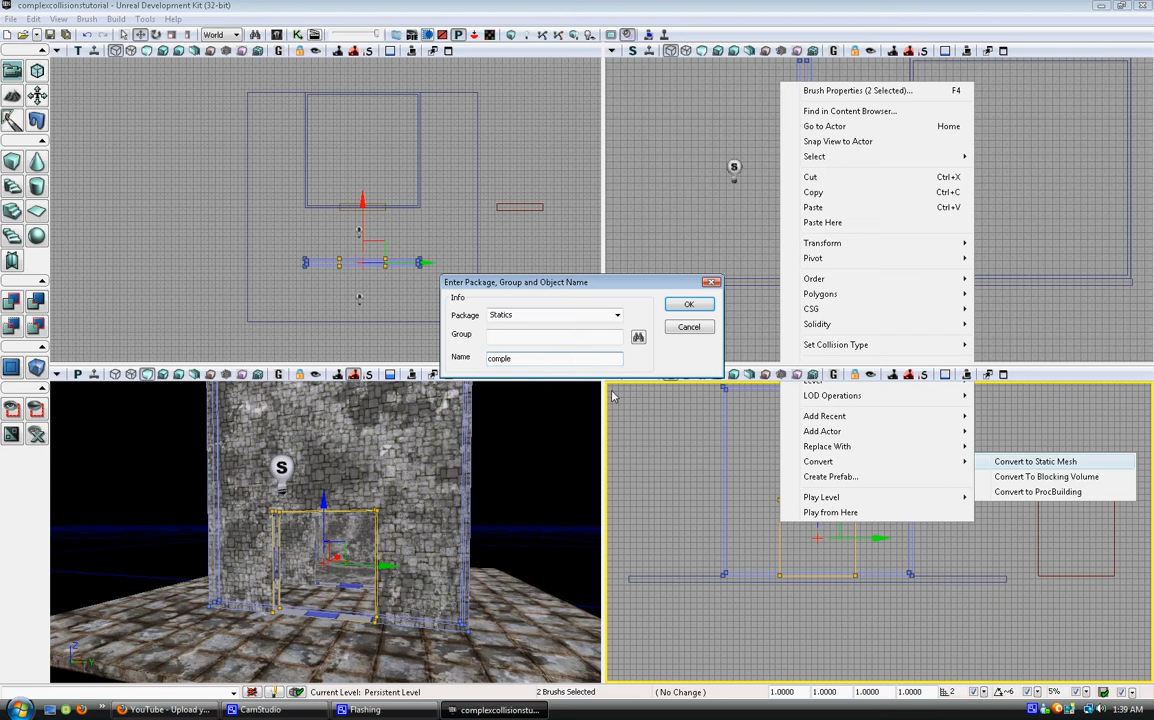 complexcollisionstutorial - Unreal Development Kit (32-bit)
File Edit View Brush Build Tools Help
World
Brush Properties (2 Selected)... F4
Find in Content Browser...
Go to Actor Home
Snap View to Actor
Select
Cut Ctrl+X
Copy Ctrl+C
Paste Ctrl+V
Paste Here
Transform
Pivot
Order
Polygons
CSG
Solidity
Set Collision Type
Enter Package, Group and Object Name
Info
Package Statics
Group
Name comple
OK
Cancel
LOD Operations
Add Recent
Add Actor
Replace With
Convert
Create Prefab...
Play Level
Play from Here
Convert to Static Mesh
Convert To Blocking Volume
Convert to ProcBuilding
S
S
Z
Y
Current Level: Persistent Level
2 Brushs Selected
(No Change)
1.0000 1.0000 1.0000 1.0000
2
6
5%
YouTube - Upload y...
CamStudio
Flashing
complexcollisionstu...
1:39 AM